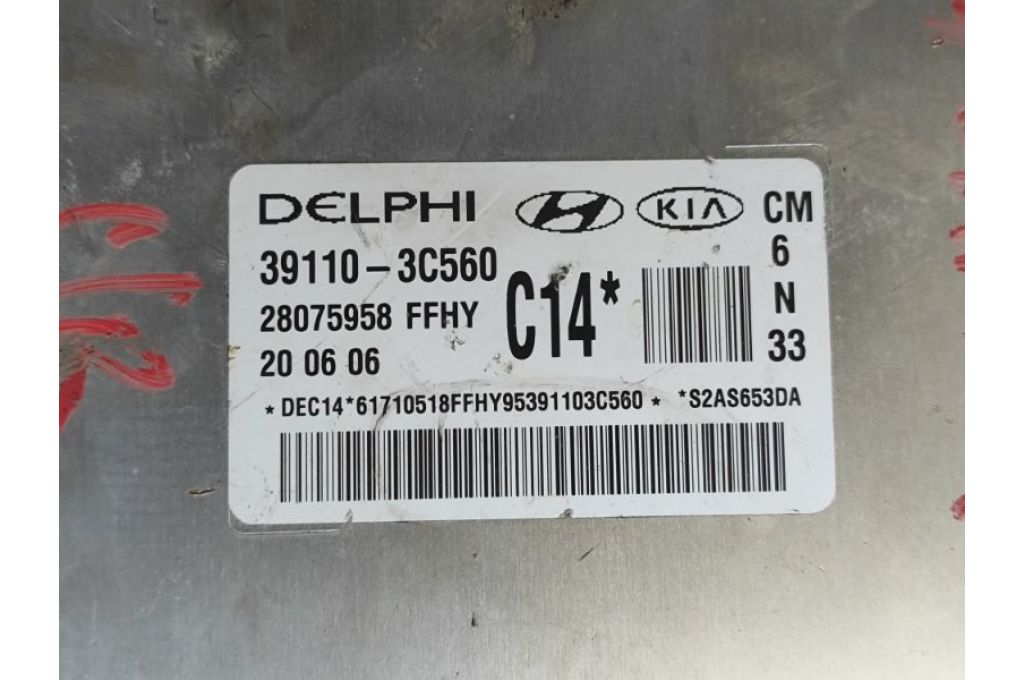 DELPHI H KIA CM
39110-3C560 6
28075958 FFHY C14* N
20 06 06 33
*DEC14*61710518FFHY95391103C560* *S2AS653DA